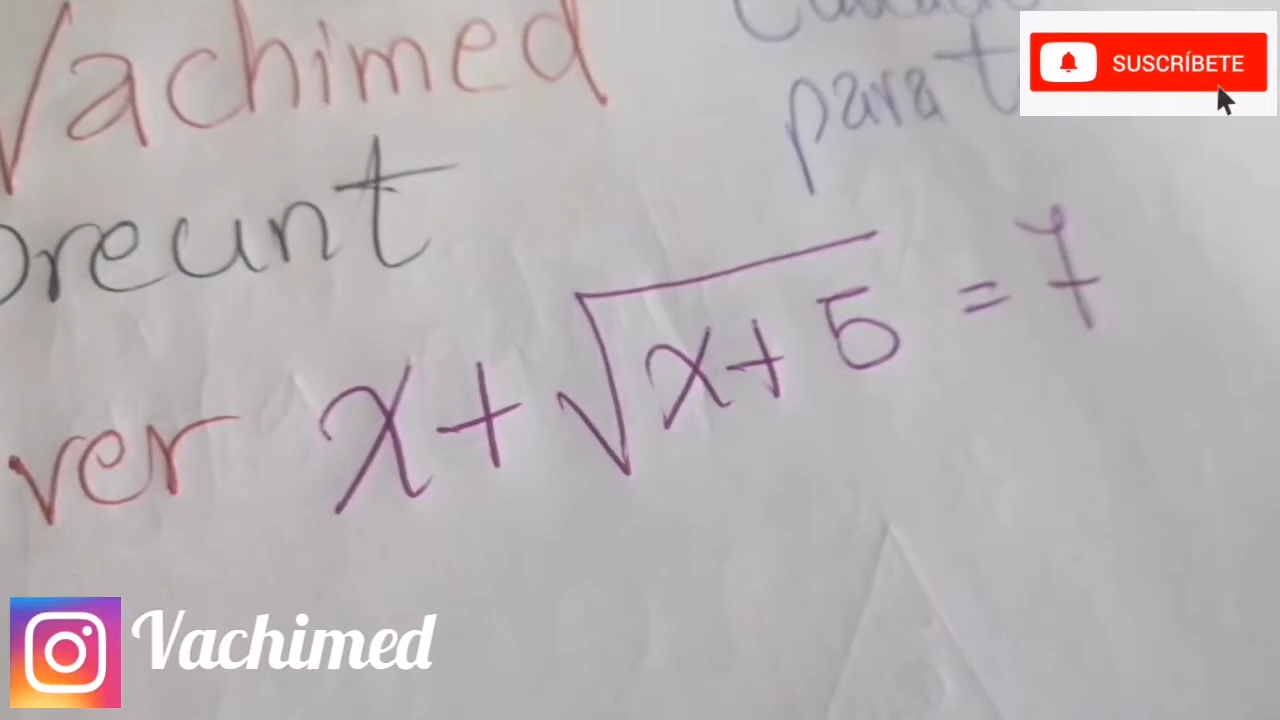 Vachimed
para
SUSCRÍBETE
preunt
ver x + √x + 5 = 7
Vachimed